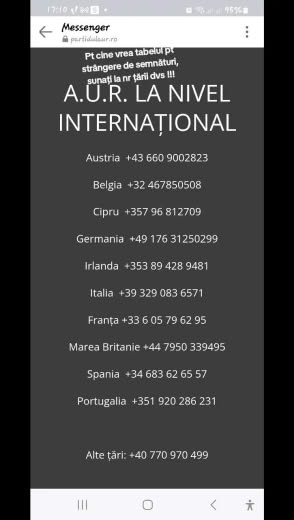 17:10
95%
Messenger
partidulaur.ro
Pt cine vrea tabelul pt
strângere de semnături,
sunați la nr țării dvs !!!
A.U.R. LA NIVEL
INTERNAȚIONAL
Austria +43 660 9002823
Belgia +32 467850508
Cipru +357 96 812709
Germania +49 176 31250299
Irlanda +353 89 428 9481
Italia +39 329 083 6571
Franța +33 6 05 79 62 95
Marea Britanie +44 7950 339495
Spania +34 683 62 65 57
Portugalia +351 920 286 231
Alte țări: +40 770 970 499